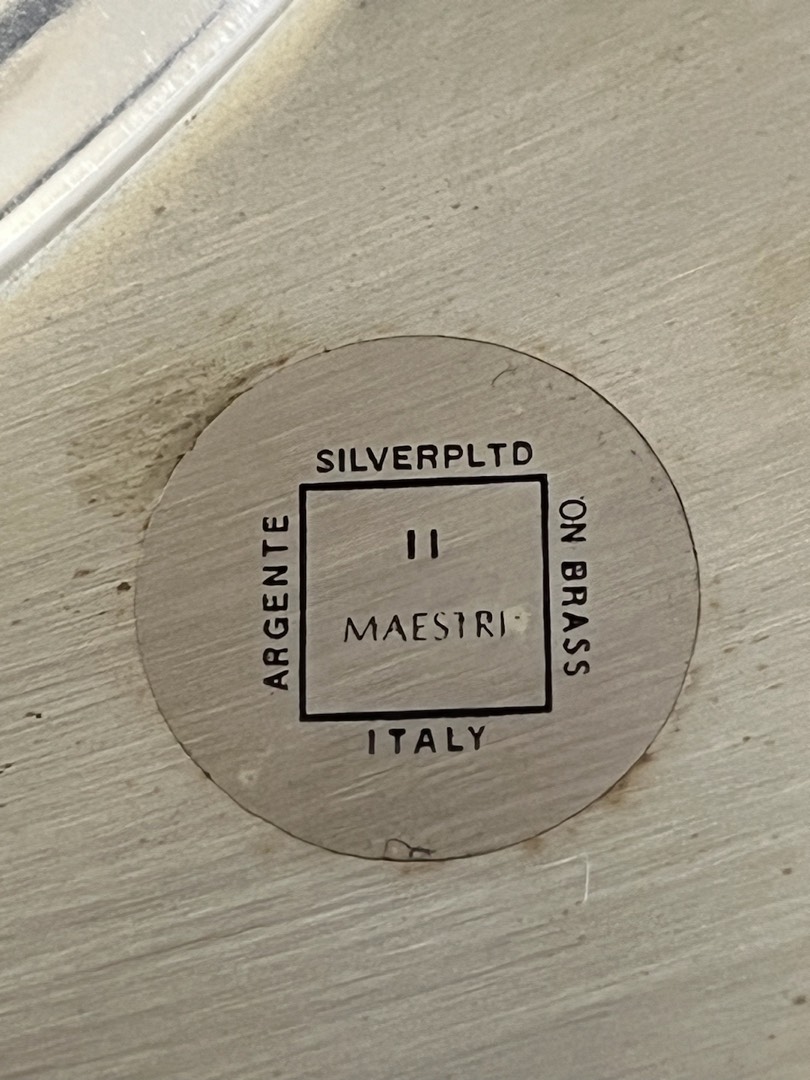 SILVERPLTD
ARGENTE
II
MAESTRI
ON BRASS
ITALY